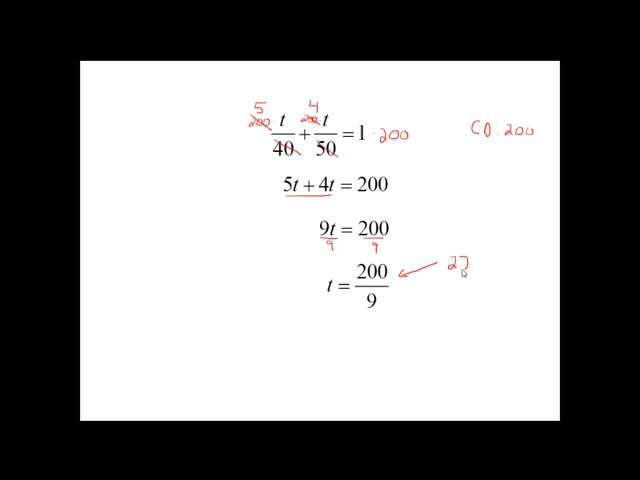 5 4
200· t 200· t
40 + 50 = 1 · 200
CD: 200
5t + 4t = 200
9t = 200
9 9
t = 200
9